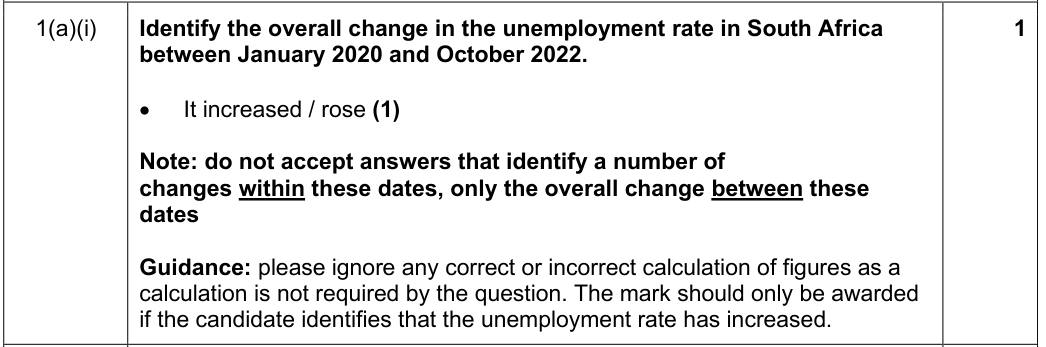 1(a)(i)
Identify the overall change in the unemployment rate in South Africa
between January 2020 and October 2022.
1
• It increased / rose (1)
Note: do not accept answers that identify a number of
changes within these dates, only the overall change between these
dates
Guidance: please ignore any correct or incorrect calculation of figures as a
calculation is not required by the question. The mark should only be awarded
if the candidate identifies that the unemployment rate has increased.